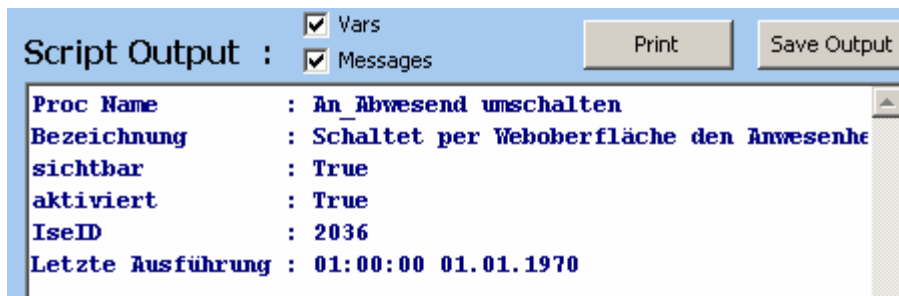 Script Output :
Vars
Messages
Print
Save Output
Proc Name : An_Abwesend umschalten
Bezeichnung : Schaltet per Weboberfläche den Anwesenhe
sichtbar : True
aktiviert : True
IseID : 2036
Letzte Ausführung : 01:00:00 01.01.1970